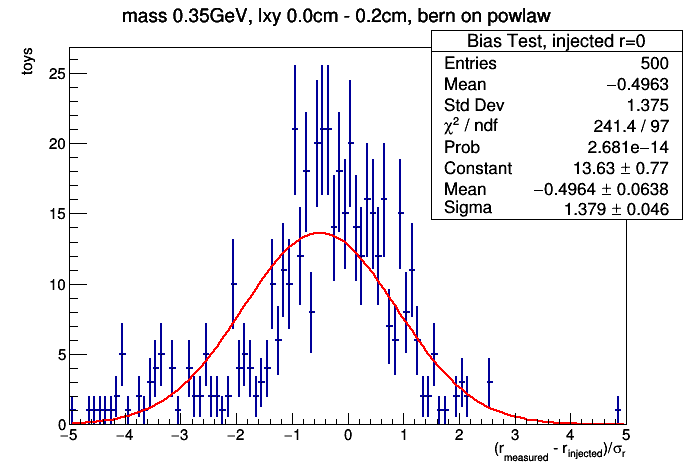 mass 0.35GeV, lxy 0.0cm - 0.2cm, bern on powlaw
Bias Test, injected r=0
Entries 500
Mean −0.4963
Std Dev 1.375
χ² / ndf 241.4 / 97
Prob 2.681e−14
Constant 13.63 ± 0.77
Mean −0.4964 ± 0.0638
Sigma 1.379 ± 0.046
toys
25
20
15
10
5
0
−5 −4 −3 −2 −1 0 1 2 3 4 5
(r_measured - r_injected)/σ_r